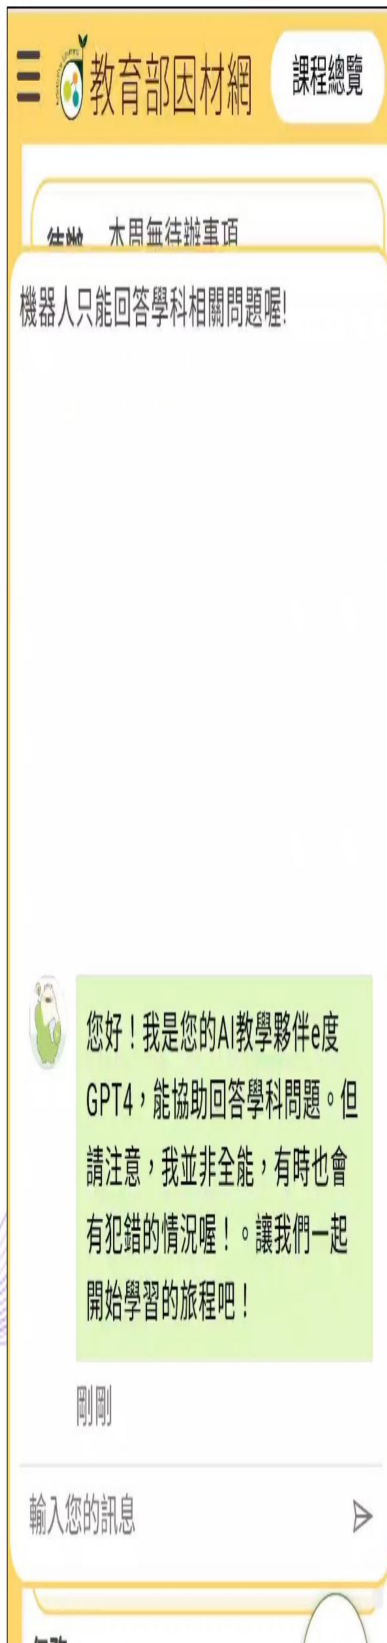 教育部因材網
課程總覽
待辦 本周無待辦事項
機器人只能回答學科相關問題喔!
您好！我是您的AI教學夥伴e度
GPT4，能協助回答學科問題。但
請注意，我並非全能，有時也會
有犯錯的情況喔！。讓我們一起
開始學習的旅程吧！
剛剛
輸入您的訊息